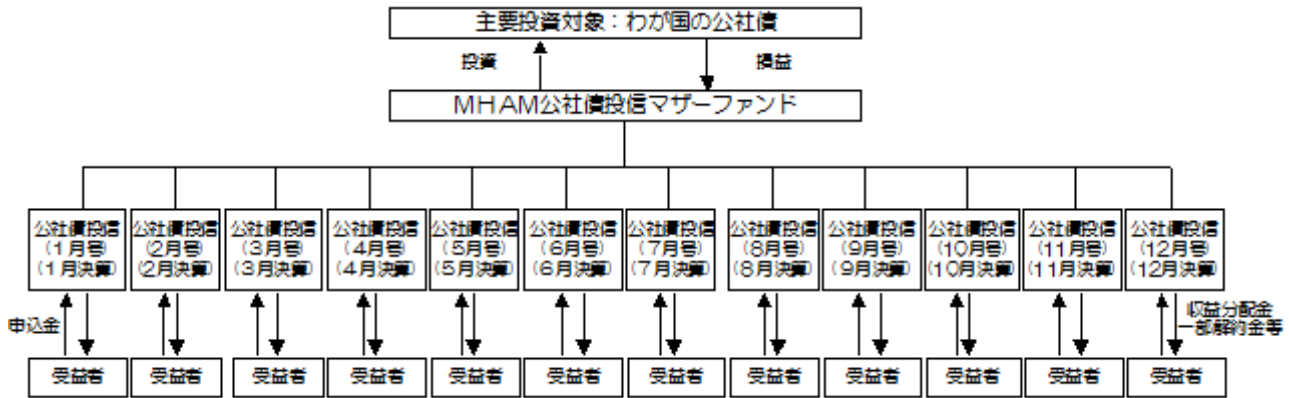 主要投資対象：わが国の公社債
投資
損益
MHAM公社債投信マザーファンド
公社債投信
(1月号)
(1月決算)
公社債投信
(2月号)
(2月決算)
公社債投信
(3月号)
(3月決算)
公社債投信
(4月号)
(4月決算)
公社債投信
(5月号)
(5月決算)
公社債投信
(6月号)
(6月決算)
公社債投信
(7月号)
(7月決算)
公社債投信
(8月号)
(8月決算)
公社債投信
(9月号)
(9月決算)
公社債投信
(10月号)
(10月決算)
公社債投信
(11月号)
(11月決算)
公社債投信
(12月号)
(12月決算)
申込金
収益分配金
一部解約金等
受益者
受益者
受益者
受益者
受益者
受益者
受益者
受益者
受益者
受益者
受益者
受益者